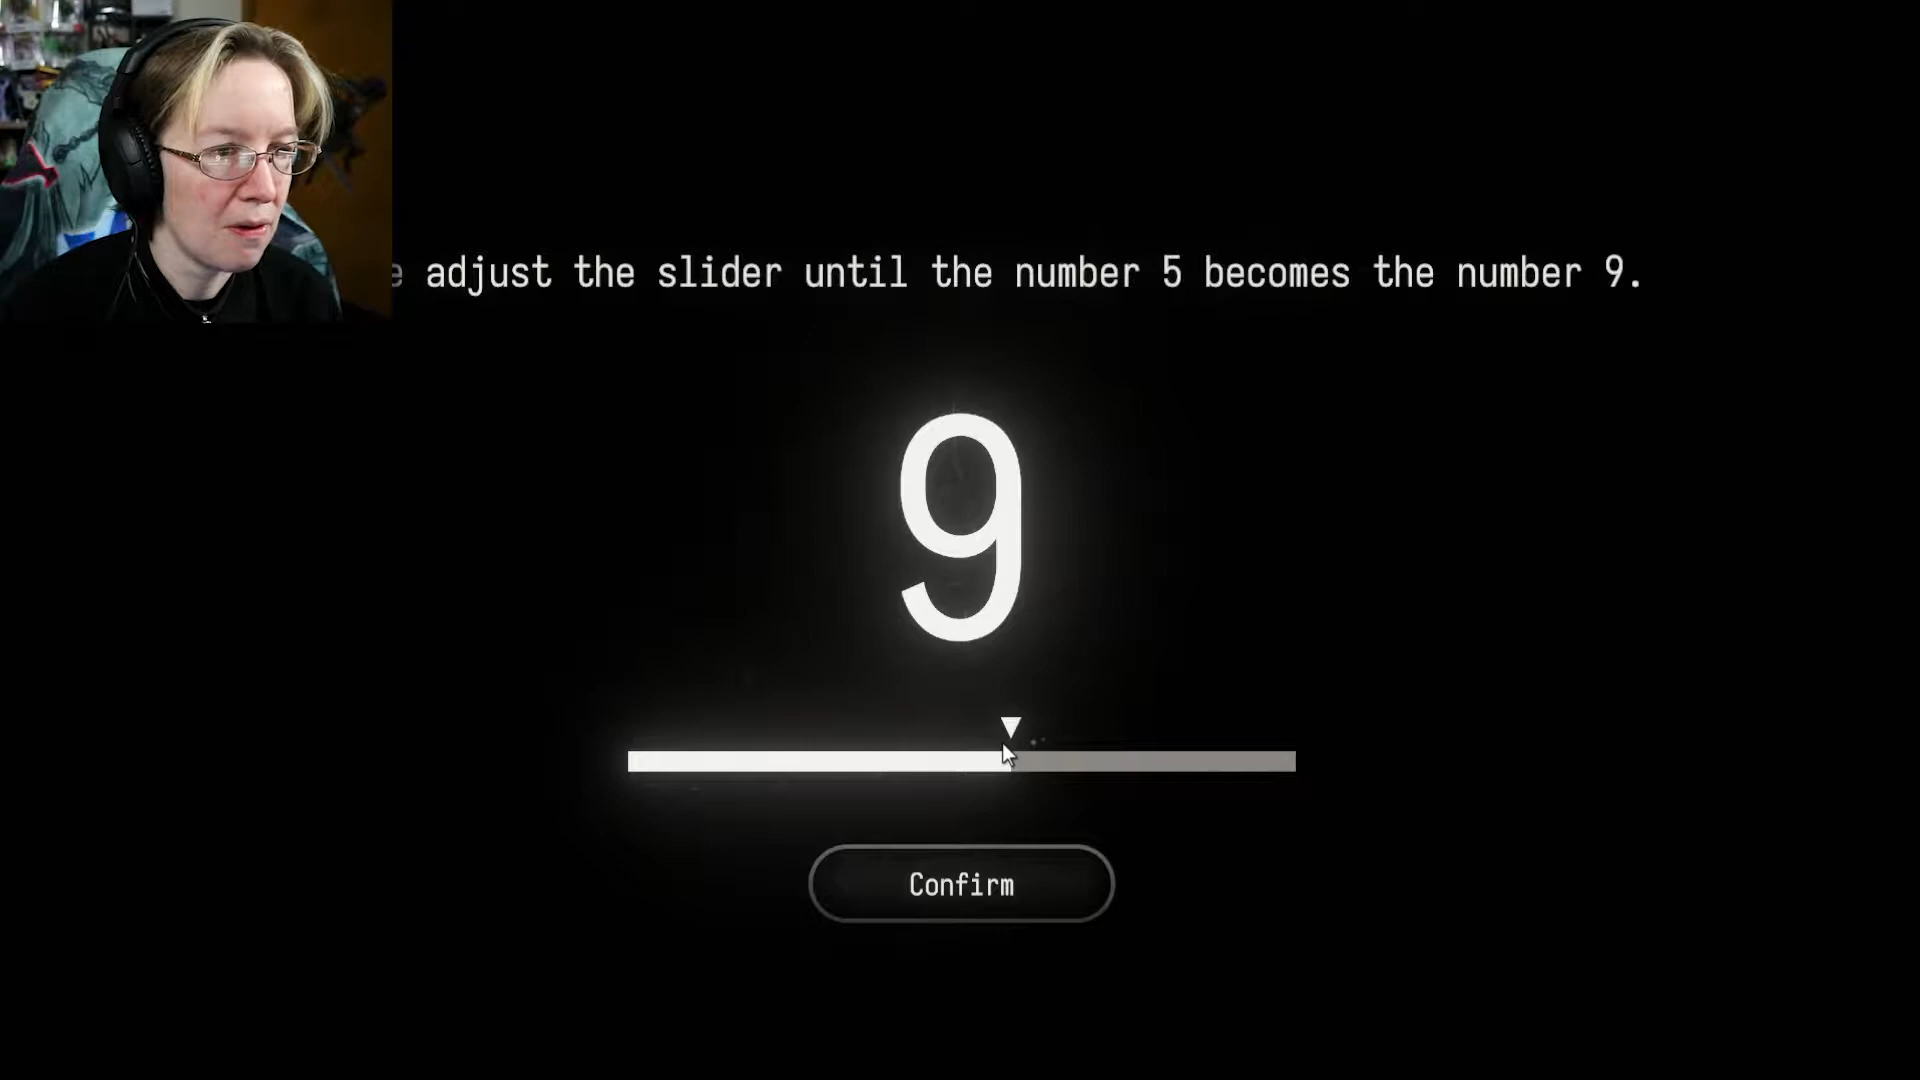 adjust the slider until the number 5 becomes the number 9.
9
Confirm